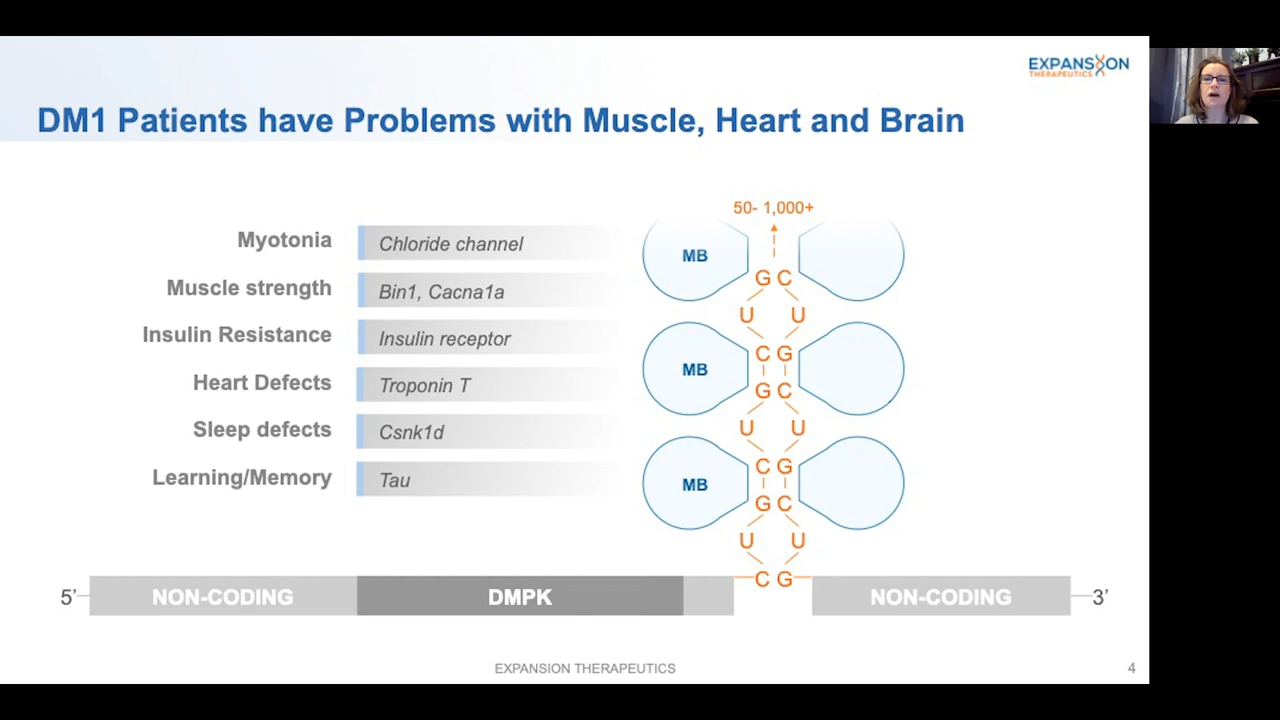 EXPANSION
THERAPEUTICS
DM1 Patients have Problems with Muscle, Heart and Brain
Myotonia
Chloride channel
Muscle strength
Bin1, Cacna1a
Insulin Resistance
Insulin receptor
Heart Defects
Troponin T
Sleep defects
Csnk1d
Learning/Memory
Tau
50- 1,000+
MB
G C
U U
C G
MB
G C
U U
C G
MB
G C
U U
C G
5’
NON-CODING
DMPK
NON-CODING
3’
EXPANSION THERAPEUTICS
4